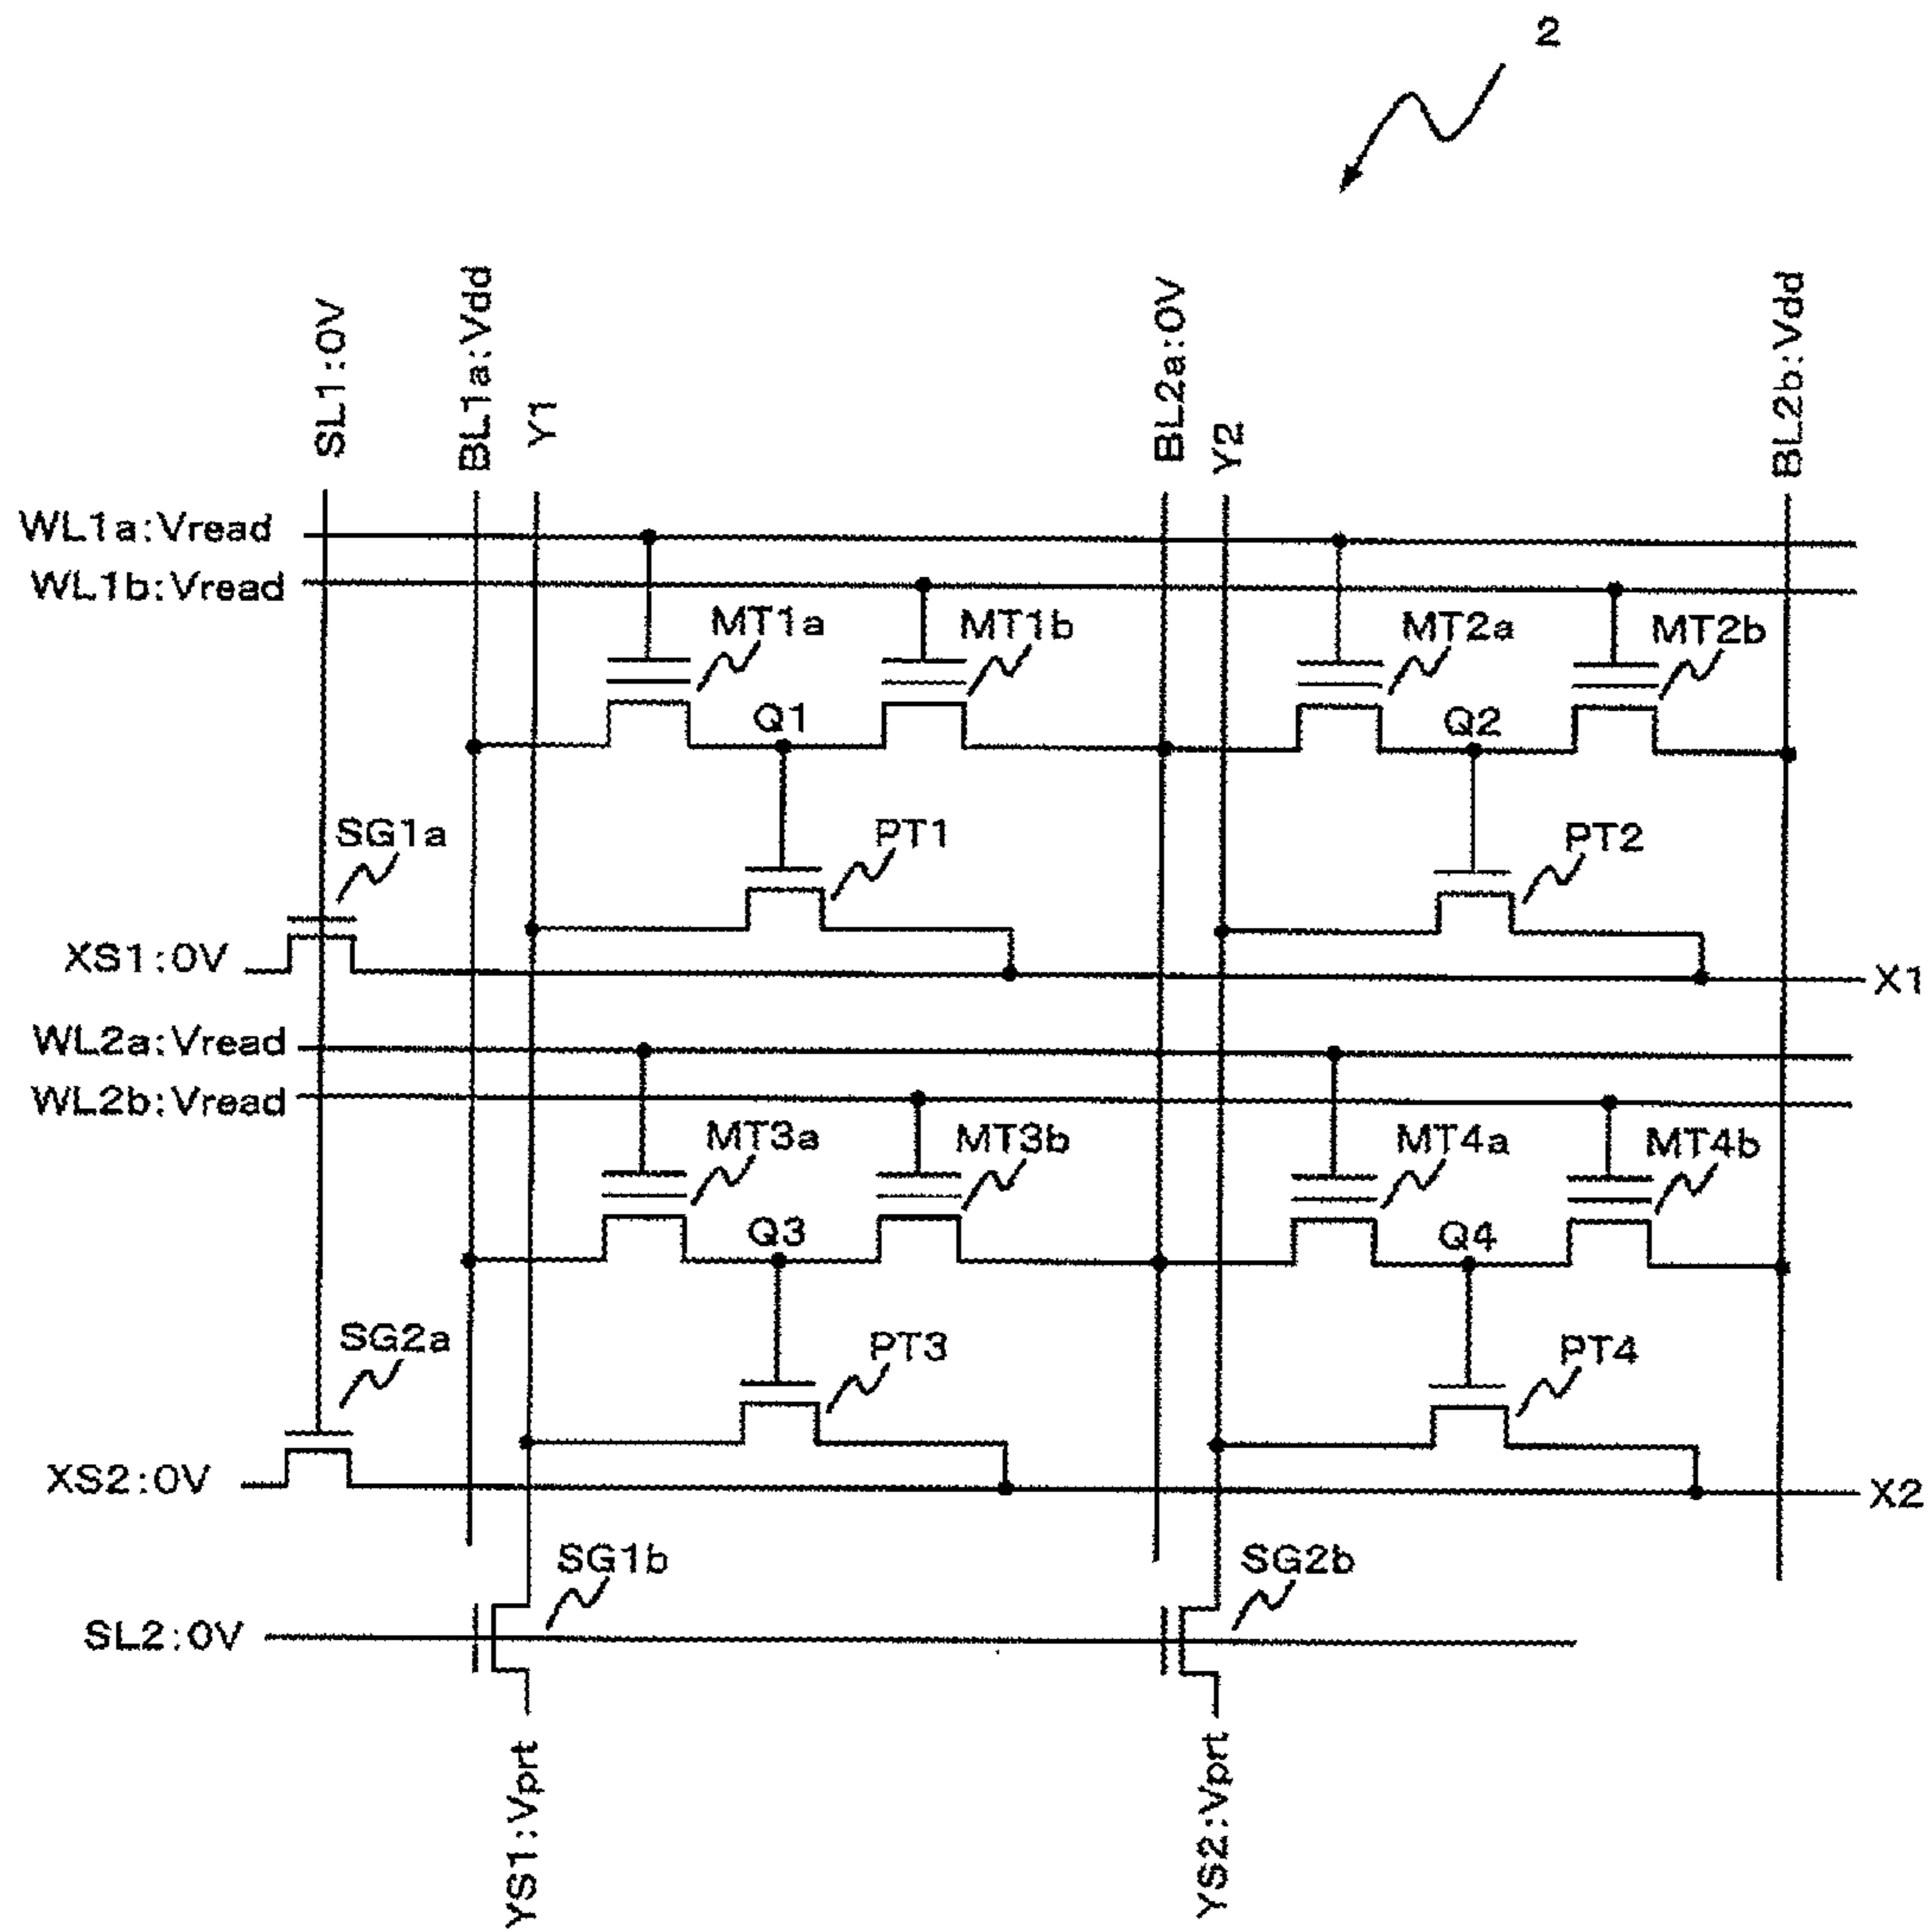 2
SL1:0V
BL1a:Vdd
Y1
BL2a:0V
Y2
BL2b:Vdd
WL1a:Vread
WL1b:Vread
MT1a
MT1b
MT2a
MT2b
Q1
Q2
SG1a
PT1
PT2
XS1:0V
X1
WL2a:Vread
WL2b:Vread
MT3a
MT3b
MT4a
MT4b
Q3
Q4
SG2a
PT3
PT4
XS2:0V
X2
SG1b
SG2b
SL2:0V
YS1:Vprt
YS2:Vprt